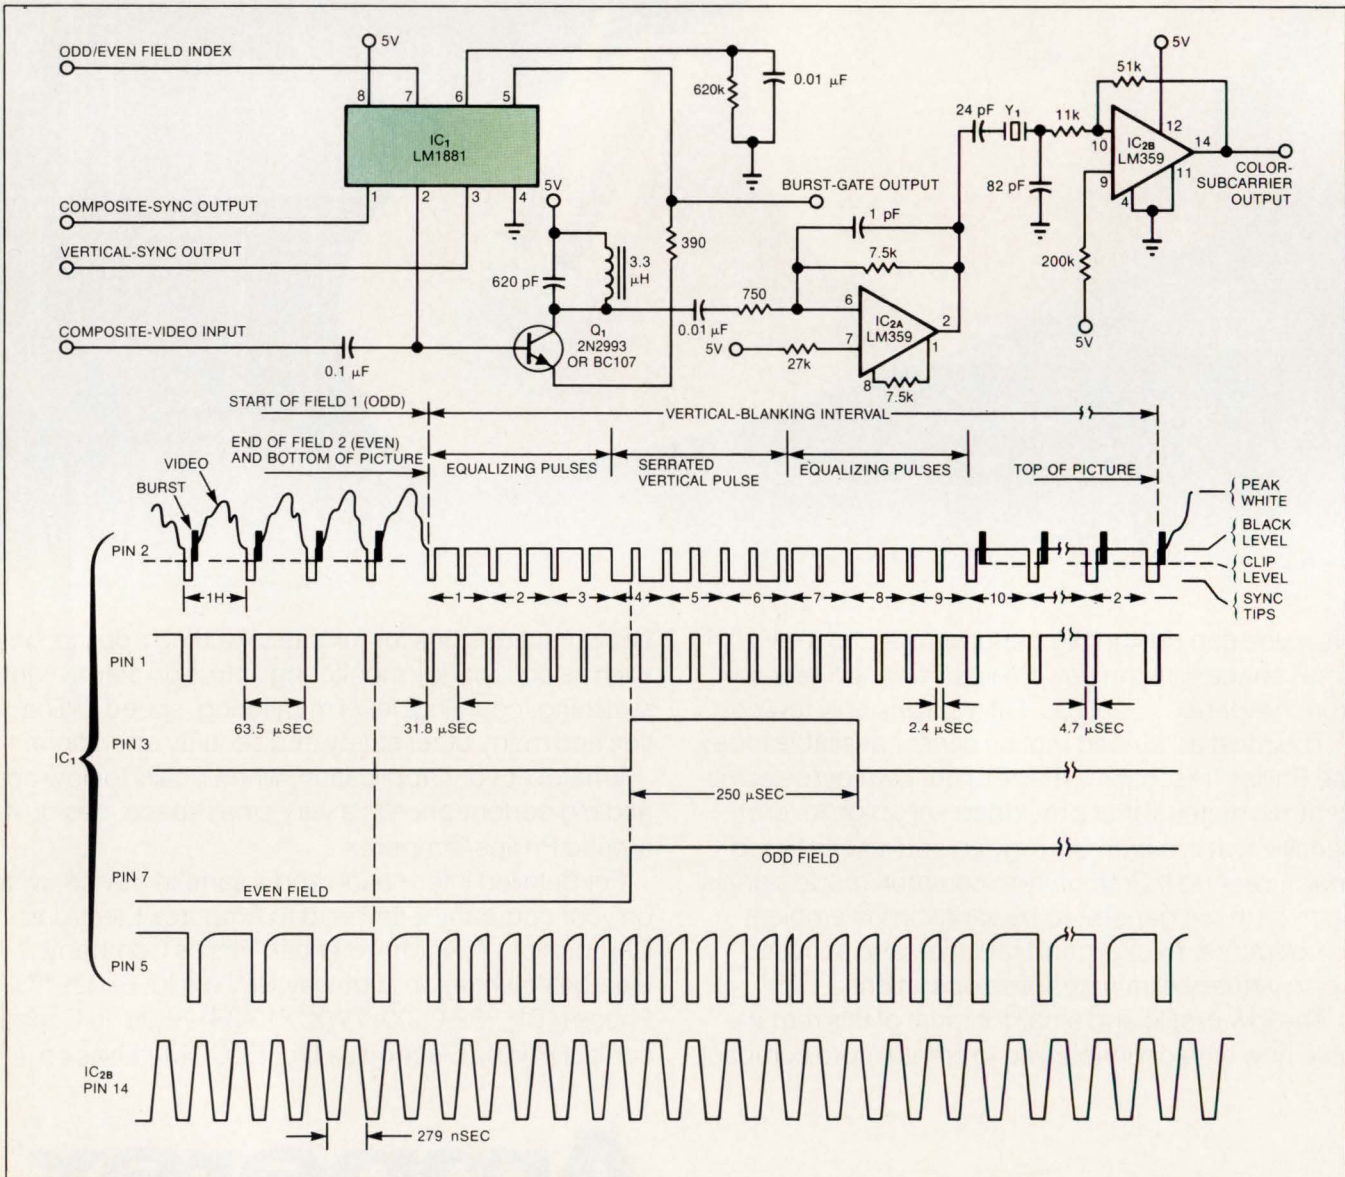 ODD/EVEN FIELD INDEX
5V
8
7
6
5
IC1
LM1881
1
2
3
4
COMPOSITE-SYNC OUTPUT
VERTICAL-SYNC OUTPUT
COMPOSITE-VIDEO INPUT
0.1 µF
5V
620 pF
3.3
µH
Q1
2N2993
OR BC107
620k
0.01 µF
BURST-GATE OUTPUT
390
0.01 µF
750
1 pF
7.5k
6
IC2A
LM359
2
7
1
8
5V
27k
7.5k
24 pF
Y1
11k
82 pF
51k
5V
12
10
IC2B
LM359
14
9
11
4
200k
5V
COLOR-
SUBCARRIER
OUTPUT
START OF FIELD 1 (ODD)
VERTICAL-BLANKING INTERVAL
END OF FIELD 2 (EVEN)
AND BOTTOM OF PICTURE
EQUALIZING PULSES
SERRATED
VERTICAL PULSE
EQUALIZING PULSES
TOP OF PICTURE
VIDEO
BURST
PEAK
WHITE
BLACK
LEVEL
CLIP
LEVEL
SYNC
TIPS
PIN 2
1H
1
2
3
4
5
6
7
8
9
10
2
PIN 1
63.5 µSEC
31.8 µSEC
2.4 µSEC
4.7 µSEC
PIN 3
IC1
250 µSEC
PIN 7
EVEN FIELD
ODD FIELD
PIN 5
IC2B
PIN 14
279 nSEC